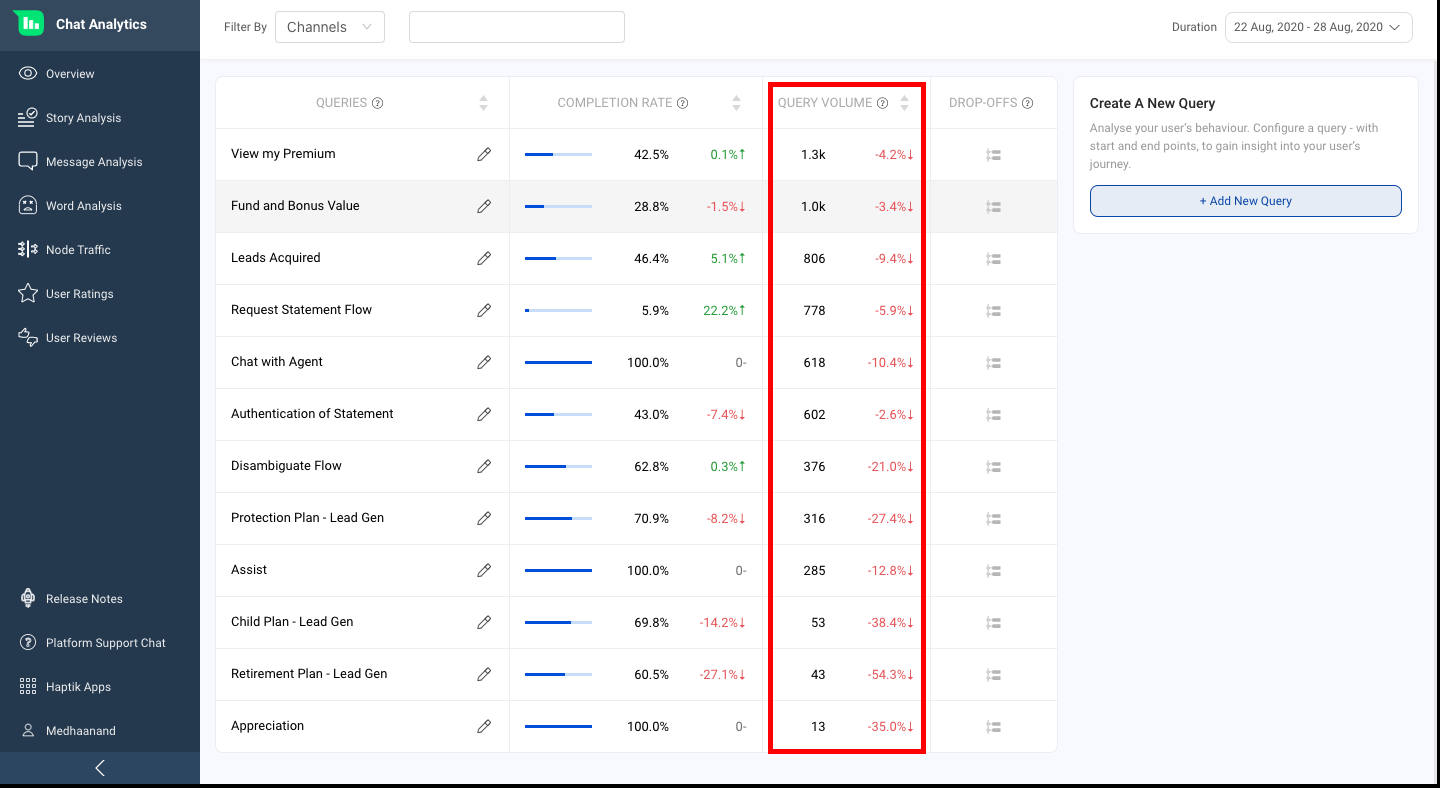 Chat Analytics
Overview
Story Analysis
Message Analysis
Word Analysis
Node Traffic
User Ratings
User Reviews
Release Notes
Platform Support Chat
Haptik Apps
Medhaanand
Filter By Channels
Duration 22 Aug, 2020 - 28 Aug, 2020
QUERIES ? COMPLETION RATE ? QUERY VOLUME ? DROP-OFFS ?
View my Premium 42.5% 0.1%↑ 1.3k -4.2%↓
Fund and Bonus Value 28.8% -1.5%↓ 1.0k -3.4%↓
Leads Acquired 46.4% 5.1%↑ 806 -9.4%↓
Request Statement Flow 5.9% 22.2%↑ 778 -5.9%↓
Chat with Agent 100.0% 0- 618 -10.4%↓
Authentication of Statement 43.0% -7.4%↓ 602 -2.6%↓
Disambiguate Flow 62.8% 0.3%↑ 376 -21.0%↓
Protection Plan - Lead Gen 70.9% -8.2%↓ 316 -27.4%↓
Assist 100.0% 0- 285 -12.8%↓
Child Plan - Lead Gen 69.8% -14.2%↓ 53 -38.4%↓
Retirement Plan - Lead Gen 60.5% -27.1%↓ 43 -54.3%↓
Appreciation 100.0% 0- 13 -35.0%↓
Create A New Query
Analyse your user's behaviour. Configure a query - with
start and end points, to gain insight into your user's
journey.
+ Add New Query